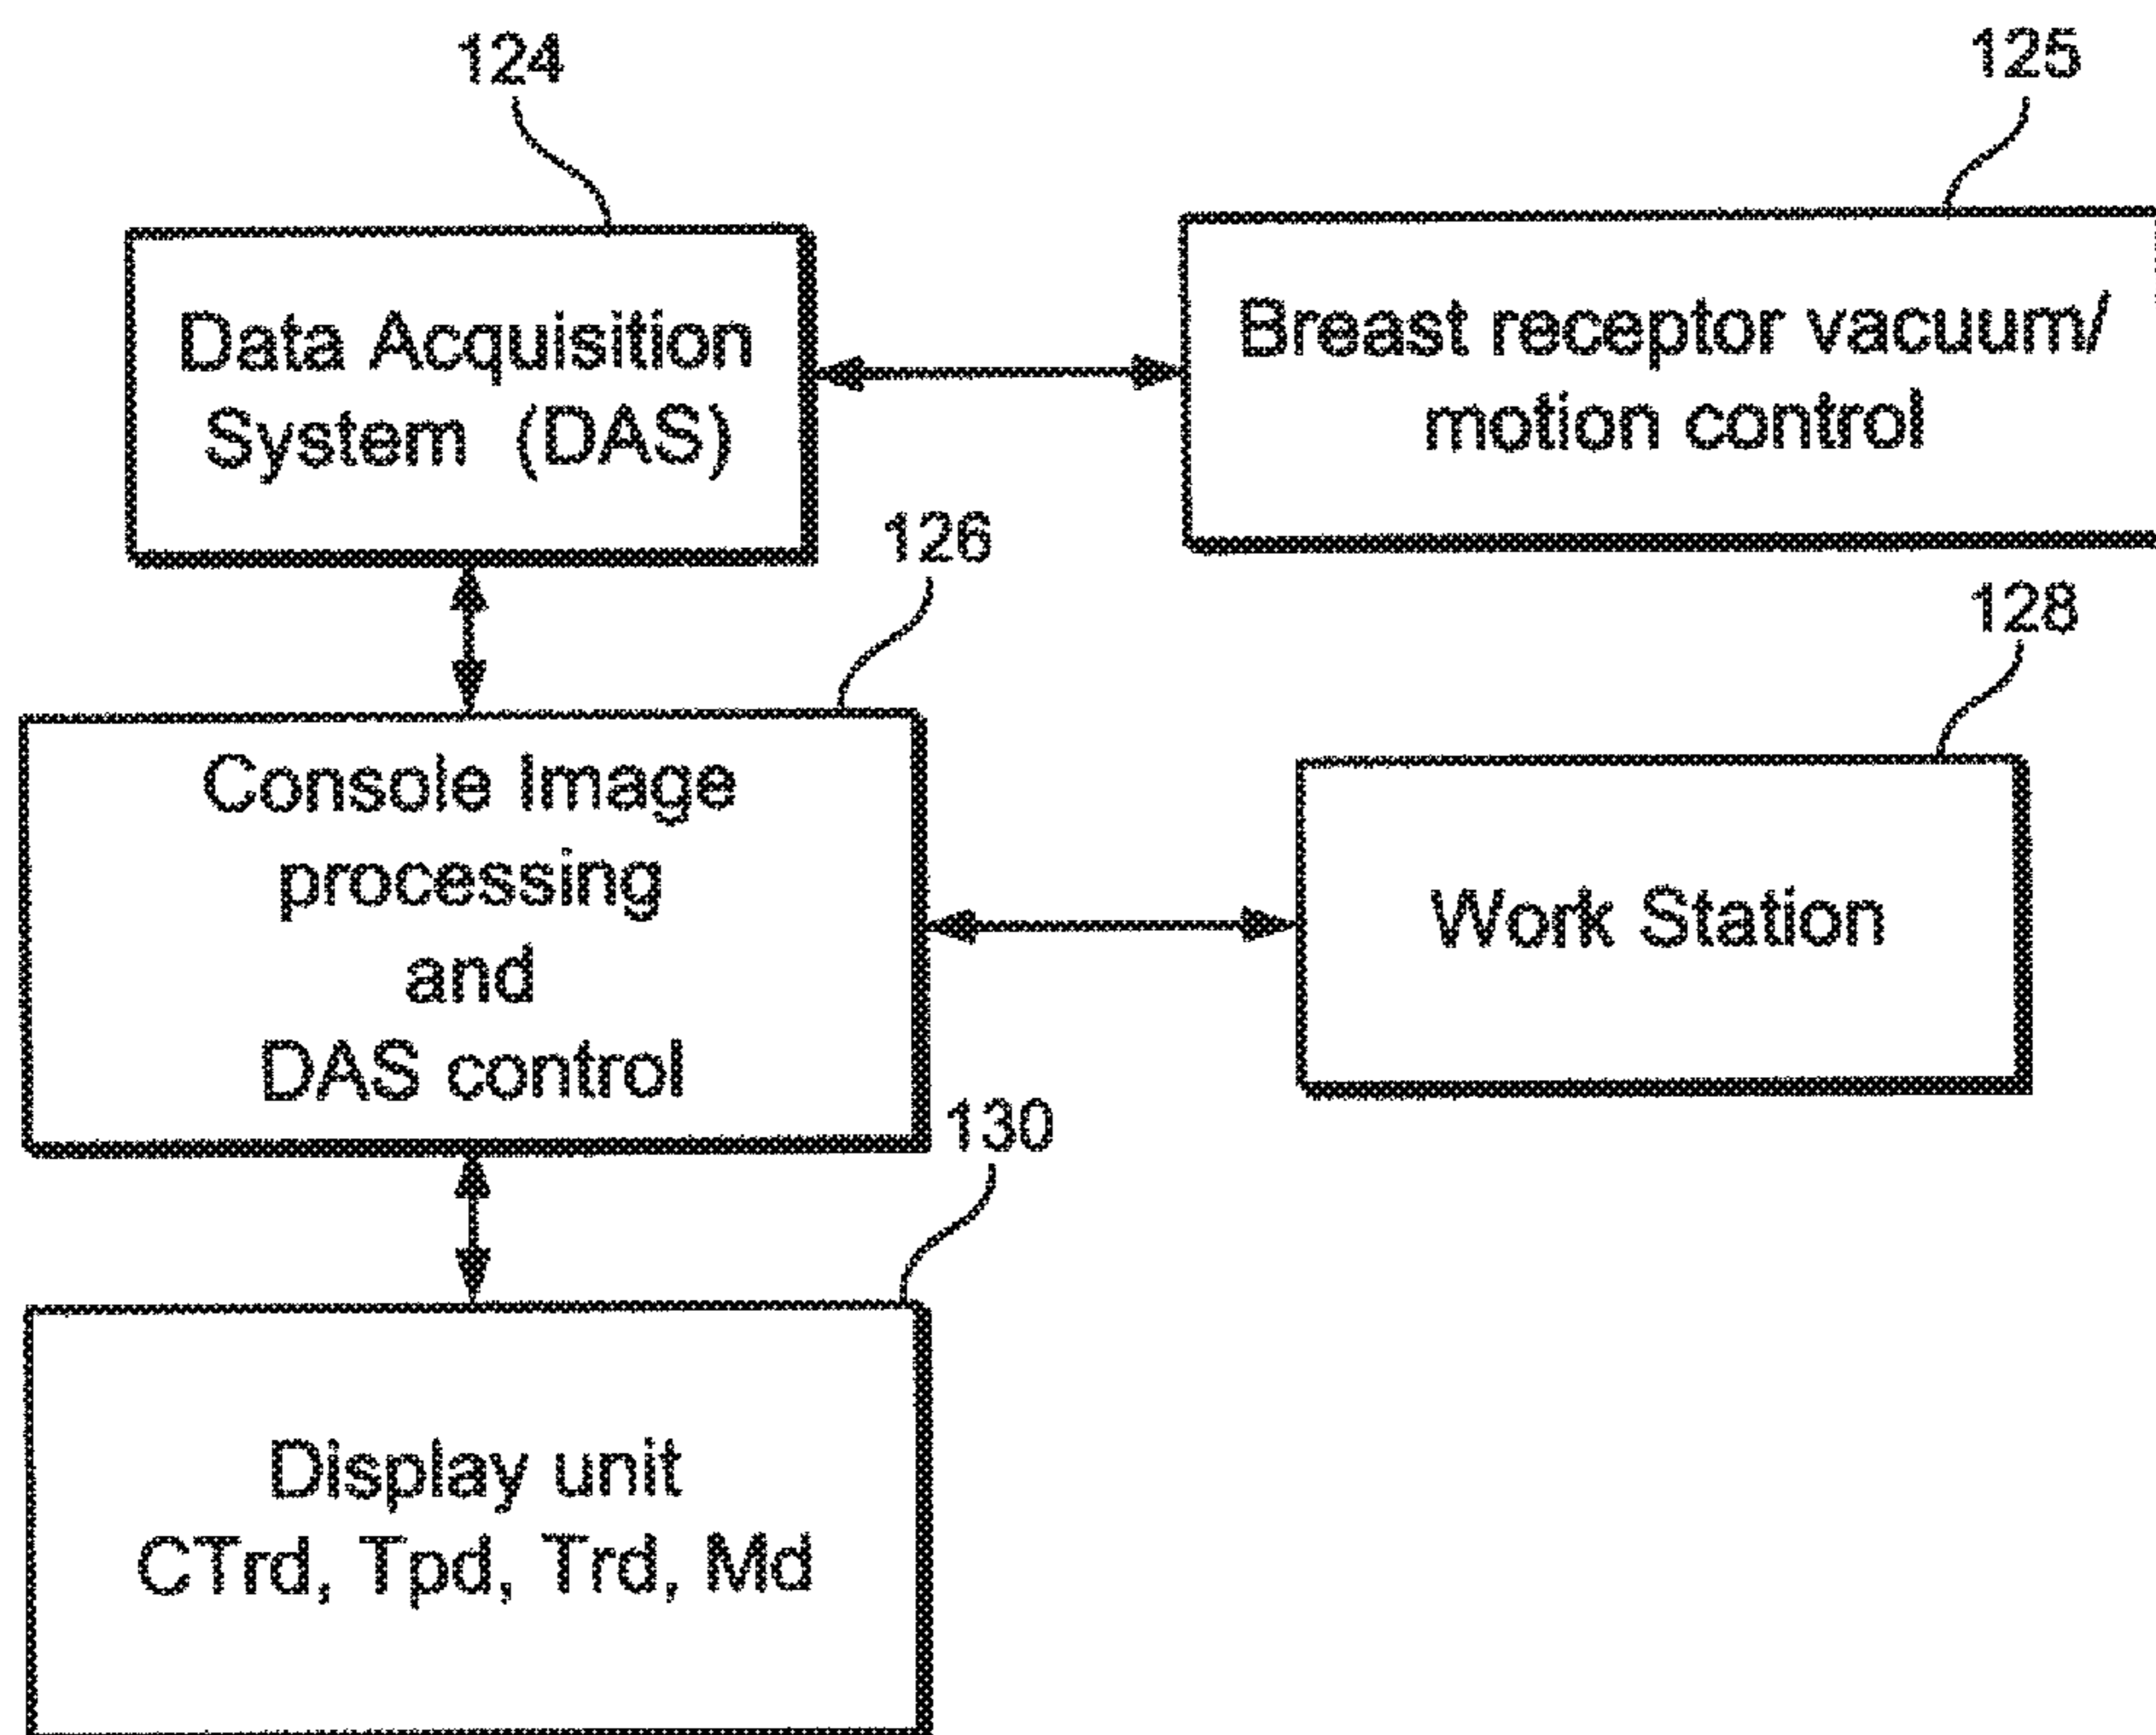 124
125
Data Acquisition
System (DAS)
Breast receptor vacuum/
motion control
126
128
Console Image
processing
and
DAS control
Work Station
130
Display unit
CTrd, Tpd, Trd, Md